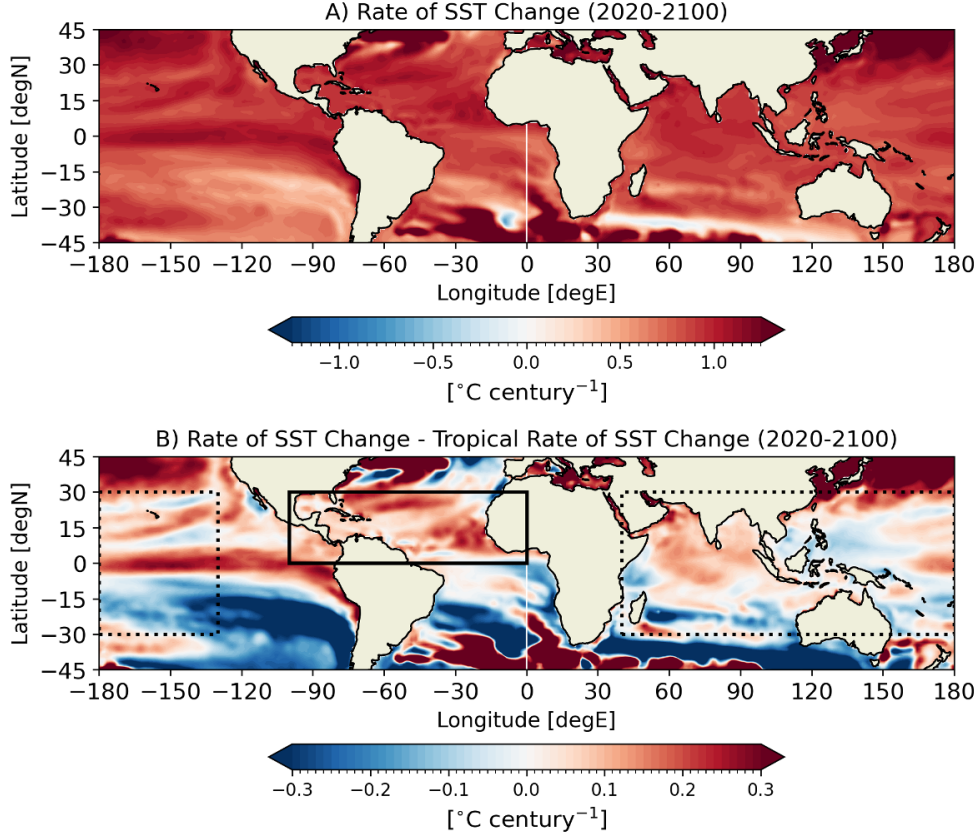 A) Rate of SST Change (2020-2100)
45
30
15
0
−15
−30
−45
Latitude [degN]
−180 −150 −120 −90 −60 −30 0 30 60 90 120 150 180
Longitude [degE]
−1.0 −0.5 0.0 0.5 1.0
[°C century⁻¹]
B) Rate of SST Change - Tropical Rate of SST Change (2020-2100)
45
30
15
0
−15
−30
−45
Latitude [degN]
−180 −150 −120 −90 −60 −30 0 30 60 90 120 150 180
Longitude [degE]
−0.3 −0.2 −0.1 0.0 0.1 0.2 0.3
[°C century⁻¹]